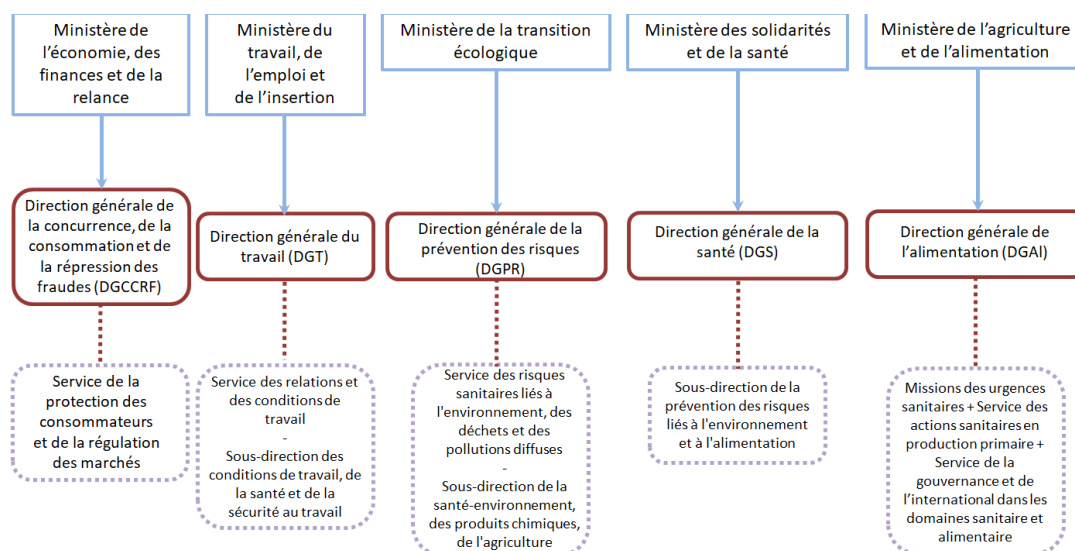 Ministère de
l’économie, des
finances et de la
relance
Ministère du
travail, de
l’emploi et
de l’insertion
Ministère de la transition
écologique
Ministère des solidarités
et de la santé
Ministère de l’agriculture
et de l’alimentation
Direction générale de
la concurrence, de la
consommation et de
la répression des
fraudes (DGCCRF)
Direction générale du
travail (DGT)
Direction générale de la
prévention des risques
(DGPR)
Direction générale de la
santé (DGS)
Direction générale de
l’alimentation (DGAl)
Service de la
protection des
consommateurs
et de la régulation
des marchés
Service des relations et
des conditions de
travail
-
Sous-direction des
conditions de travail, de
la santé et de la
sécurité au travail
Service des risques
sanitaires liés à
l'environnement, des
déchets et des
pollutions diffuses
-
Sous-direction de la
santé-environnement,
des produits chimiques,
de l'agriculture
Sous-direction de la
prévention des risques
liés à l'environnement
et à l'alimentation
Missions des urgences
sanitaires + Service des
actions sanitaires en
production primaire +
Service de la
gouvernance et de
l’international dans les
domaines sanitaire et
alimentaire